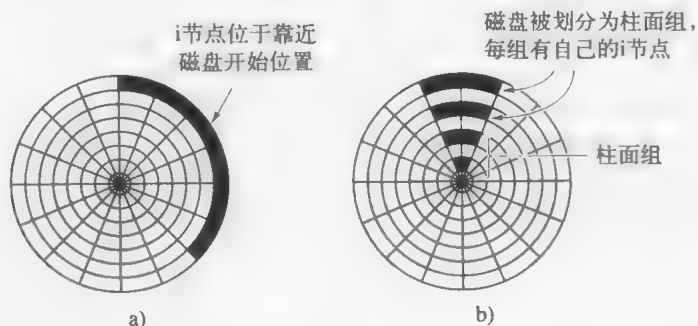 i节点位于靠近
磁盘开始位置
磁盘被划分为柱面组，
每组有自己的i节点
柱面组
a)
b)